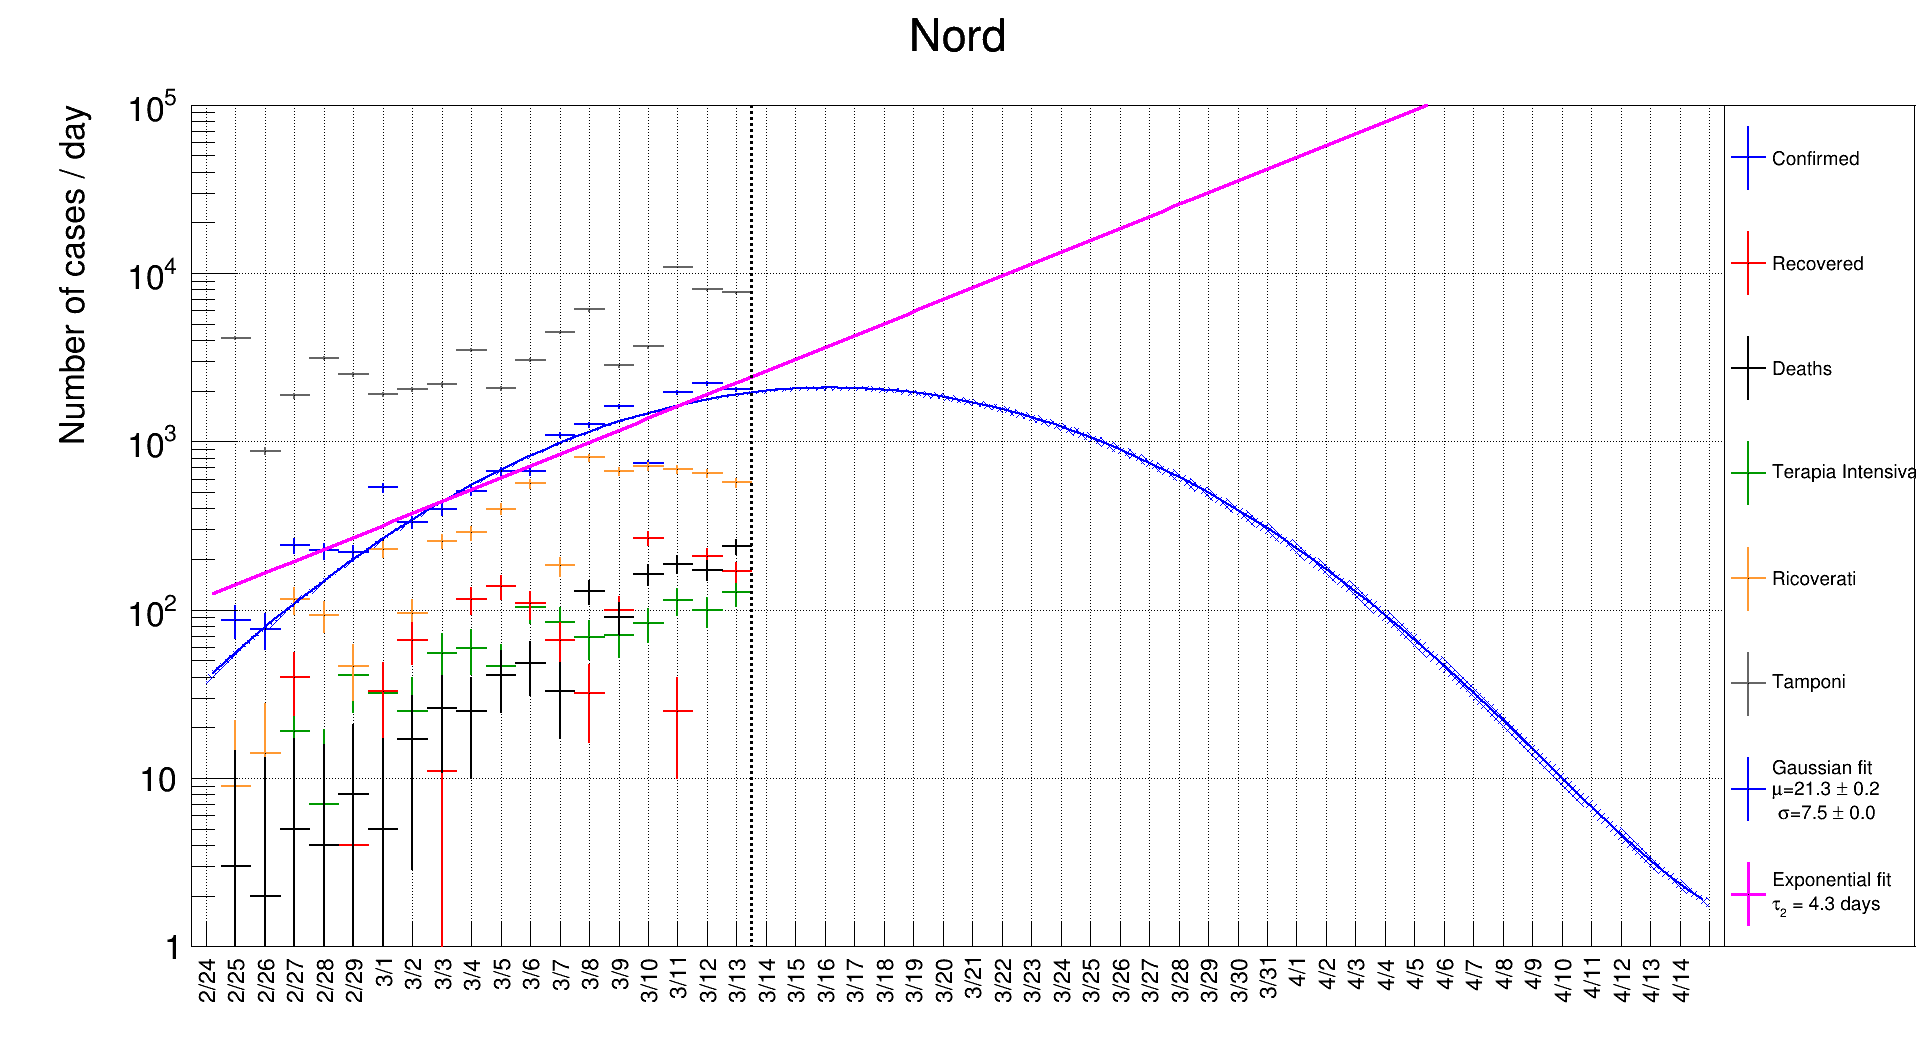 Nord
Number of cases / day
10^5
10^4
10^3
10^2
10
1
2/24 2/25 2/26 2/27 2/28 2/29 3/1 3/2 3/3 3/4 3/5 3/6 3/7 3/8 3/9 3/10 3/11 3/12 3/13 3/14 3/15 3/16 3/17 3/18 3/19 3/20 3/21 3/22 3/23 3/24 3/25 3/26 3/27 3/28 3/29 3/30 3/31 4/1 4/2 4/3 4/4 4/5 4/6 4/7 4/8 4/9 4/10 4/11 4/12 4/13 4/14
Confirmed
Recovered
Deaths
Terapia Intensiva
Ricoverati
Tamponi
Gaussian fit
μ=21.3 ± 0.2
σ=7.5 ± 0.0
Exponential fit
τ₂ = 4.3 days